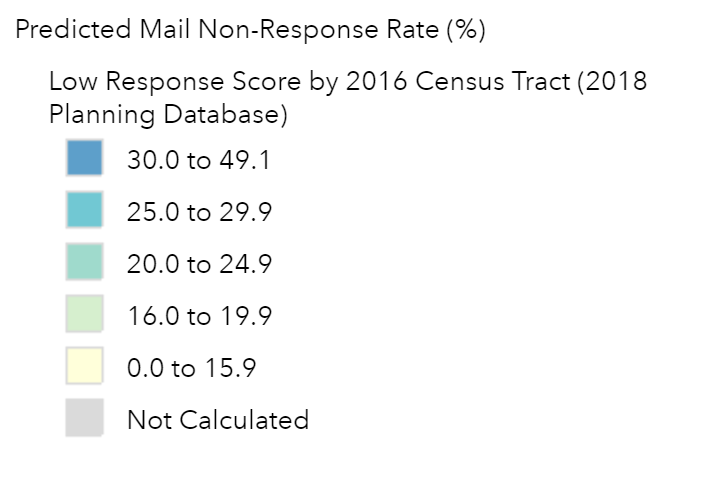 Predicted Mail Non-Response Rate (%)
Low Response Score by 2016 Census Tract (2018
Planning Database)
30.0 to 49.1
25.0 to 29.9
20.0 to 24.9
16.0 to 19.9
0.0 to 15.9
Not Calculated